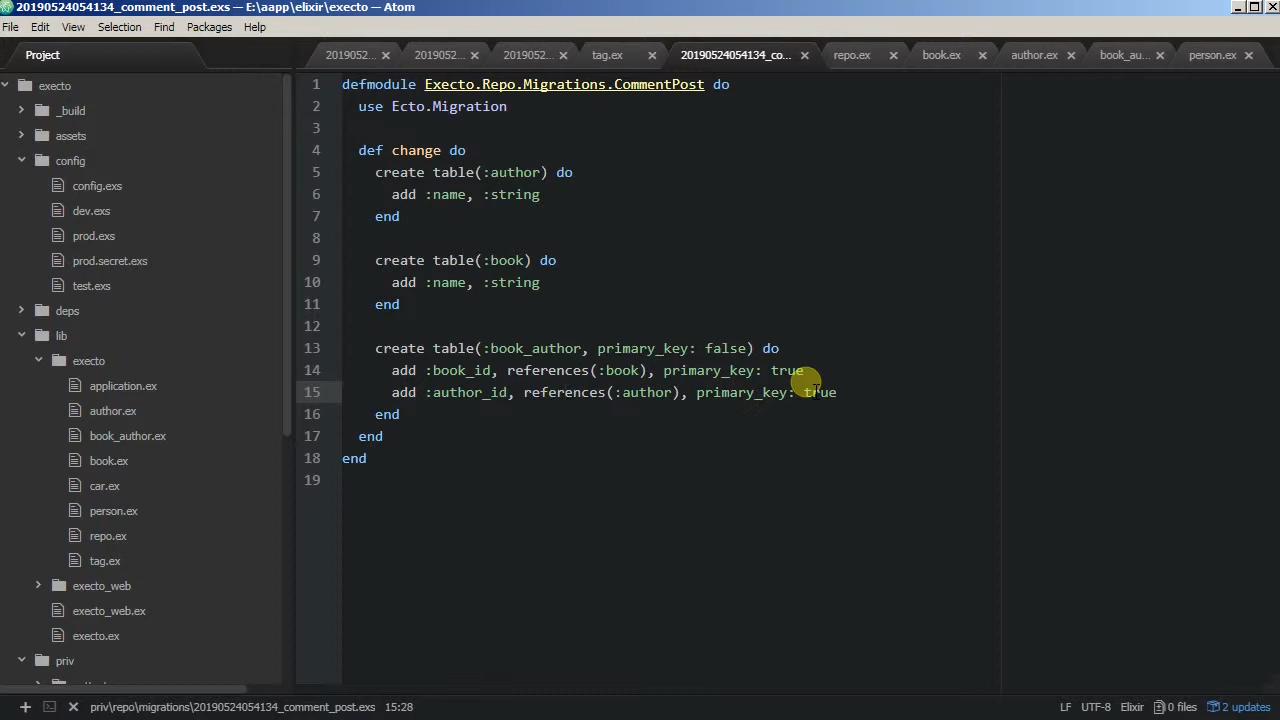 20190524054134_comment_post.exs — E:\aapp\elixir\execto — Atom
File Edit View Selection Find Packages Help
Project
201905... 201905... 201905... tag.ex 20190524054134_co... repo.ex book.ex author.ex book_au... person.ex
execto
_build
assets
config
config.exs
dev.exs
prod.exs
prod.secret.exs
test.exs
deps
lib
execto
application.ex
author.ex
book_author.ex
book.ex
car.ex
person.ex
repo.ex
tag.ex
execto_web
execto_web.ex
execto.ex
priv
1 defmodule Execto.Repo.Migrations.CommentPost do
2 use Ecto.Migration
3
4 def change do
5 create table(:author) do
6 add :name, :string
7 end
8
9 create table(:book) do
10 add :name, :string
11 end
12
13 create table(:book_author, primary_key: false) do
14 add :book_id, references(:book), primary_key: true
15 add :author_id, references(:author), primary_key: true
16 end
17 end
18 end
19
priv\repo\migrations\20190524054134_comment_post.exs 15:28 LF UTF-8 Elixir 0 files 2 updates